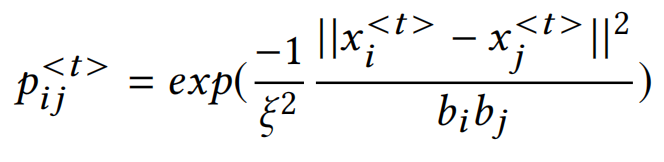 $p_{ij}^{<t>} = exp(\frac{-1}{\xi^2} \frac{||x_i^{<t>} - x_j^{<t>}||^2}{b_i b_j})$